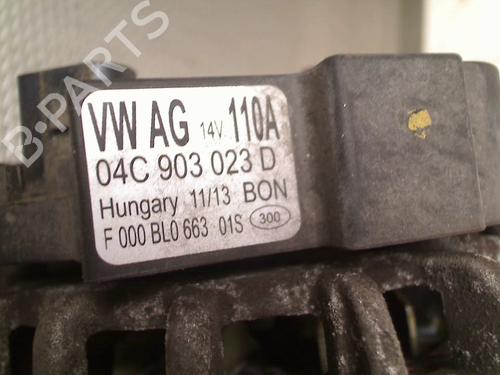 B-PARTS
VW AG 14V 110A
04C 903 023 D
Hungary 11/13 BON
F 000 BL0 663 01S 300